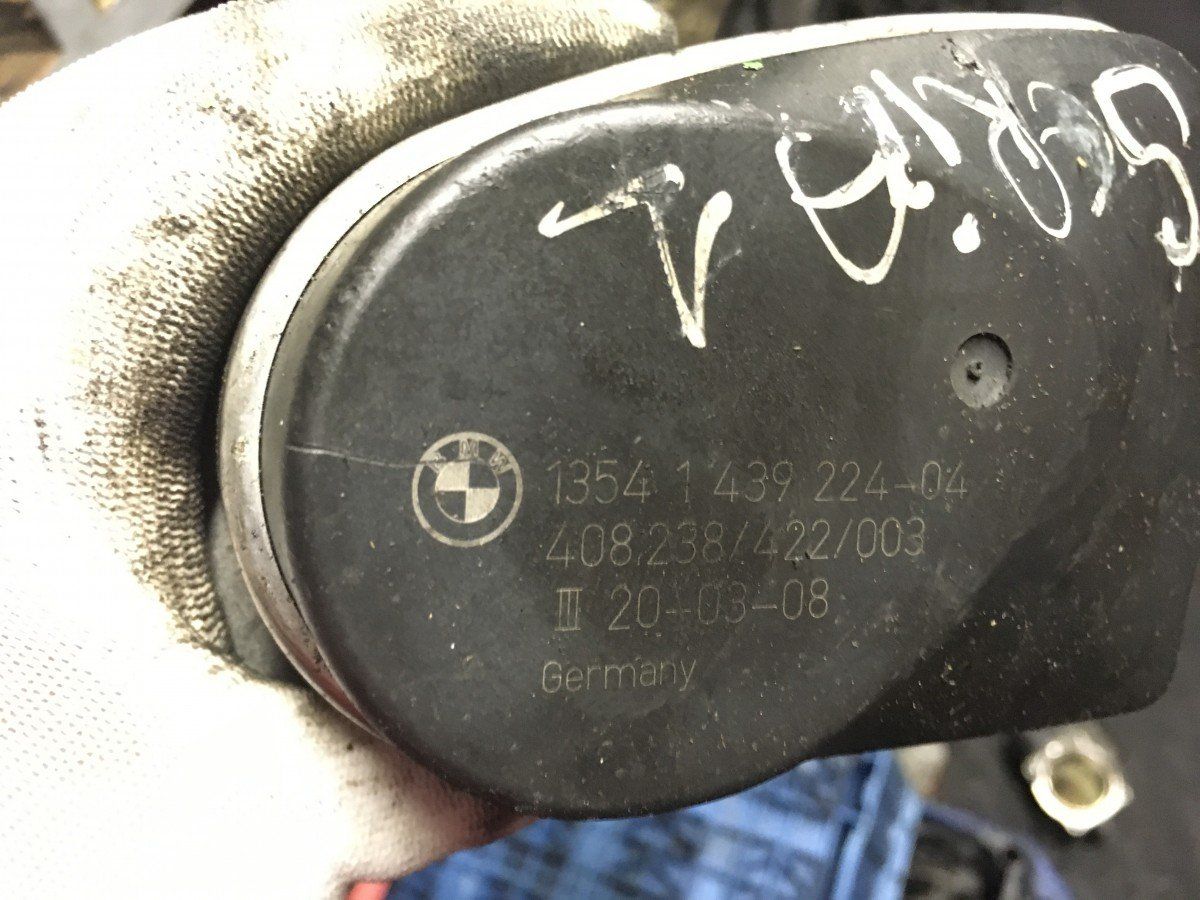 BMW
1354 1 439 224-04
408.238/422/003
III 20-03-08
Germany